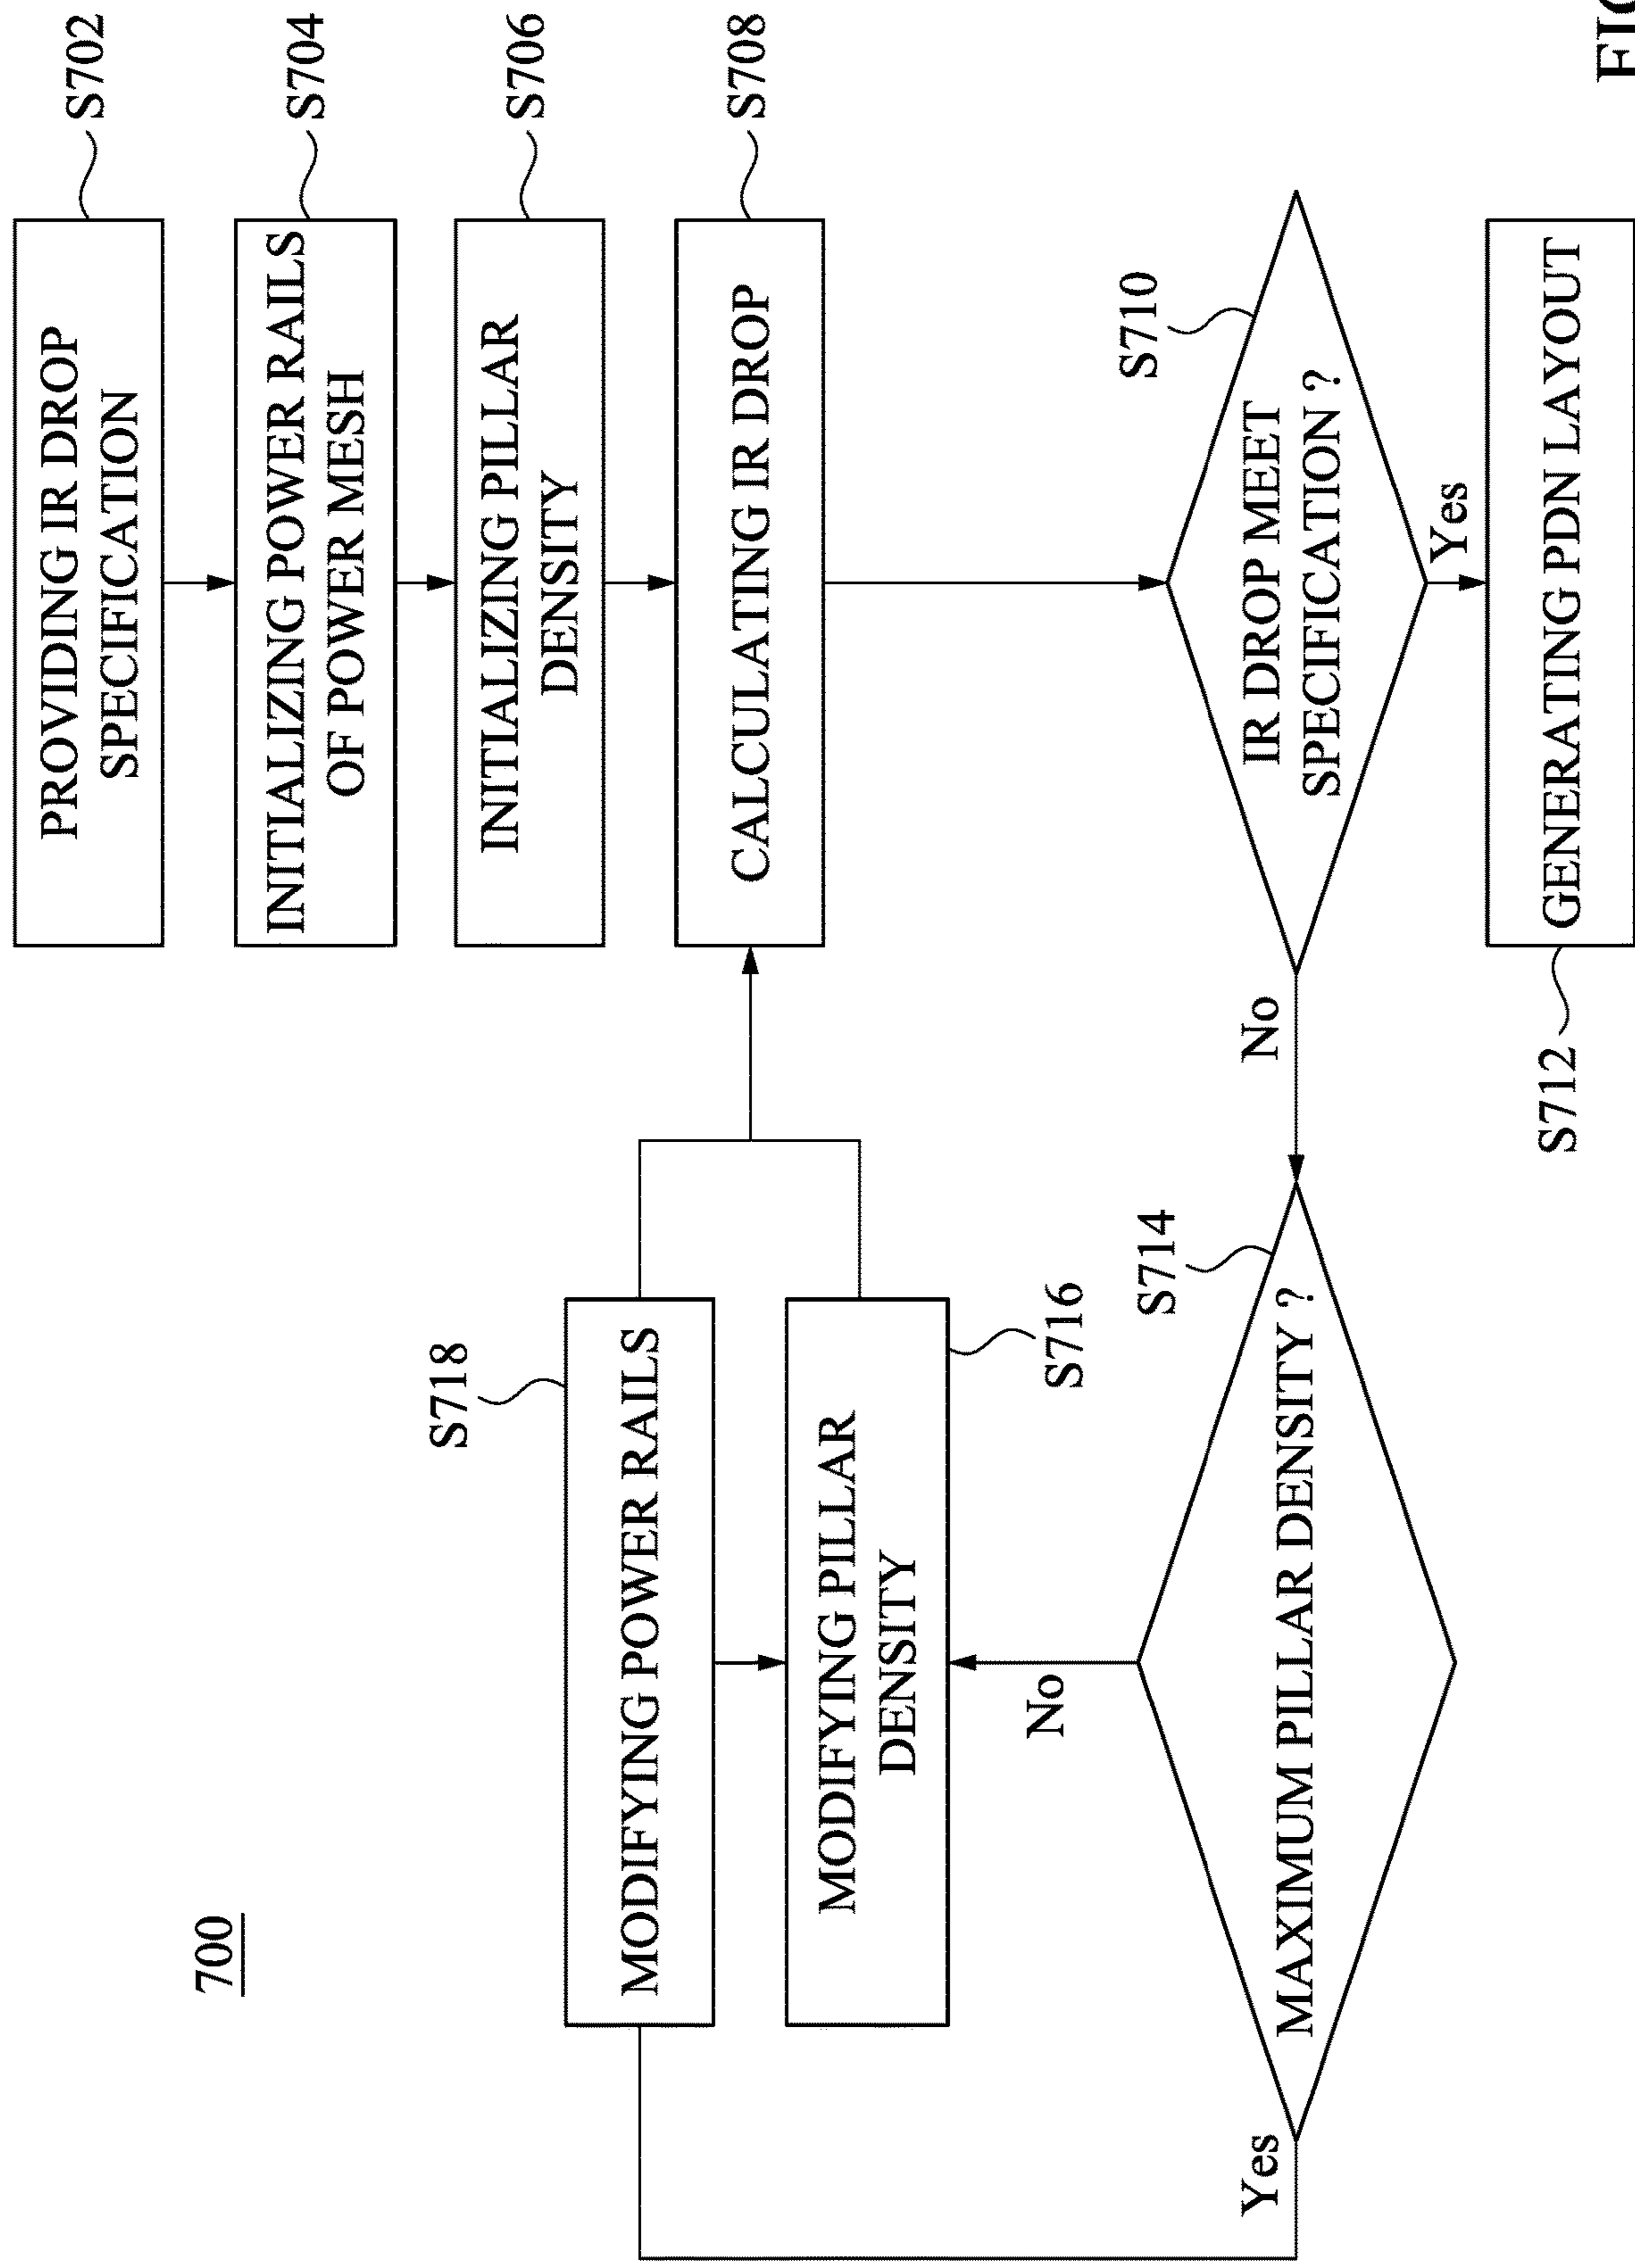 700
PROVIDING IR DROP
SPECIFICATION
S702
INITIALIZING POWER RAILS
OF POWER MESH
S704
INITIALIZING PILLAR
DENSITY
S706
CALCULATING IR DROP
S708
IR DROP MEET
SPECIFICATION ?
S710
Yes
No
GENERATING PDN LAYOUT
S712
MAXIMUM PILLAR DENSITY ?
S714
No
Yes
MODIFYING PILLAR
DENSITY
S716
MODIFYING POWER RAILS
S718